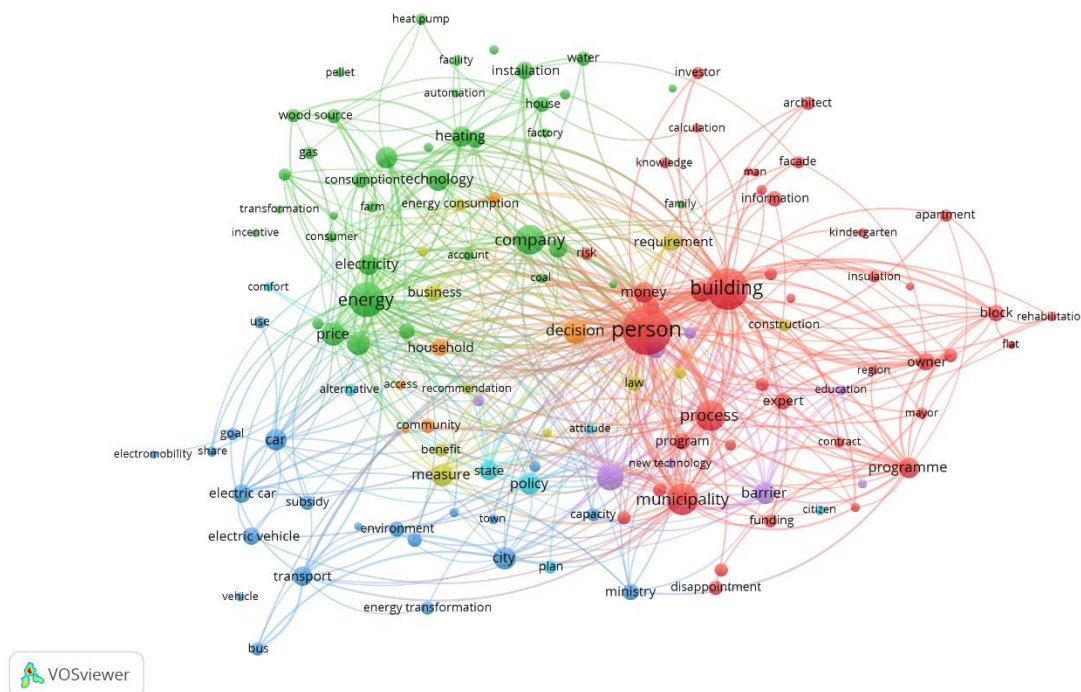 heat pump
water
facility
installation
pellet
investor
automation
architect
house
wood source
calculation
factory
heating
gas
knowledge
facade
man
consumption
technology
information
energy consumption
family
farm
transformation
apartment
incentive
consumer
company
requirement
kindergarten
risk
account
electricity
coal
insulation
comfort
building
business
money
energy
block
rehabilitatio
use
construction
person
decision
price
household
flat
owner
region
alternative
access
recommendation
law
education
expert
mayor
process
community
attitude
goal
car
program
contract
electromobility
share
benefit
state
new technology
measure
programme
policy
electric car
barrier
subsidy
municipality
citizen
capacity
town
funding
environment
electric vehicle
city
plan
transport
disappointment
ministry
vehicle
energy transformation
bus
VOSviewer